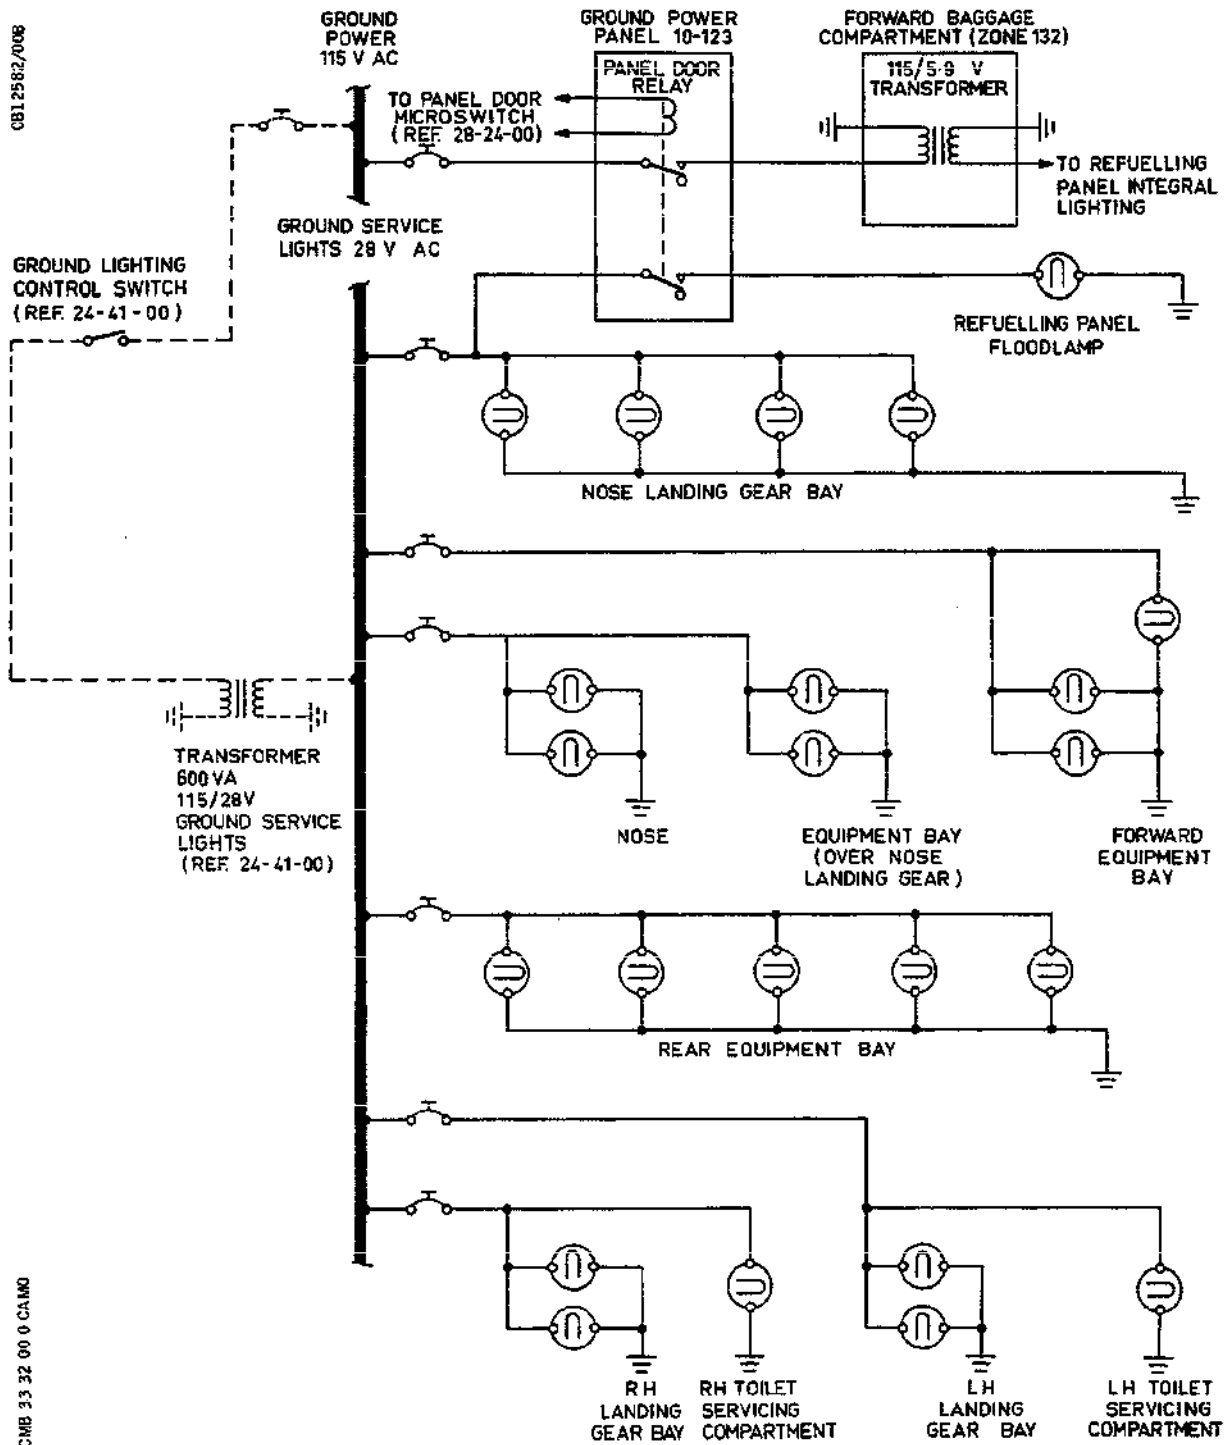 CB1 2582/00B
GROUND
POWER
115 V AC
GROUND POWER
PANEL 10-123
FORWARD BAGGAGE
COMPARTMENT (ZONE 132)
PANEL DOOR
RELAY
115/5·9 V
TRANSFORMER
TO PANEL DOOR
MICROSWITCH
(REF. 28-24-00)
TO REFUELLING
PANEL INTEGRAL
LIGHTING
GROUND SERVICE
LIGHTS 28 V AC
GROUND LIGHTING
CONTROL SWITCH
(REF. 24-41-00)
REFUELLING PANEL
FLOODLAMP
NOSE LANDING GEAR BAY
TRANSFORMER
600 VA
115/28V
GROUND SERVICE
LIGHTS
(REF. 24-41-00)
NOSE
EQUIPMENT BAY
(OVER NOSE
LANDING GEAR)
FORWARD
EQUIPMENT
BAY
REAR EQUIPMENT BAY
RH
LANDING
GEAR BAY
RH TOILET
SERVICING
COMPARTMENT
LH
LANDING
GEAR BAY
LH TOILET
SERVICING
COMPARTMENT
CMB 33 32 00 0 CAM0